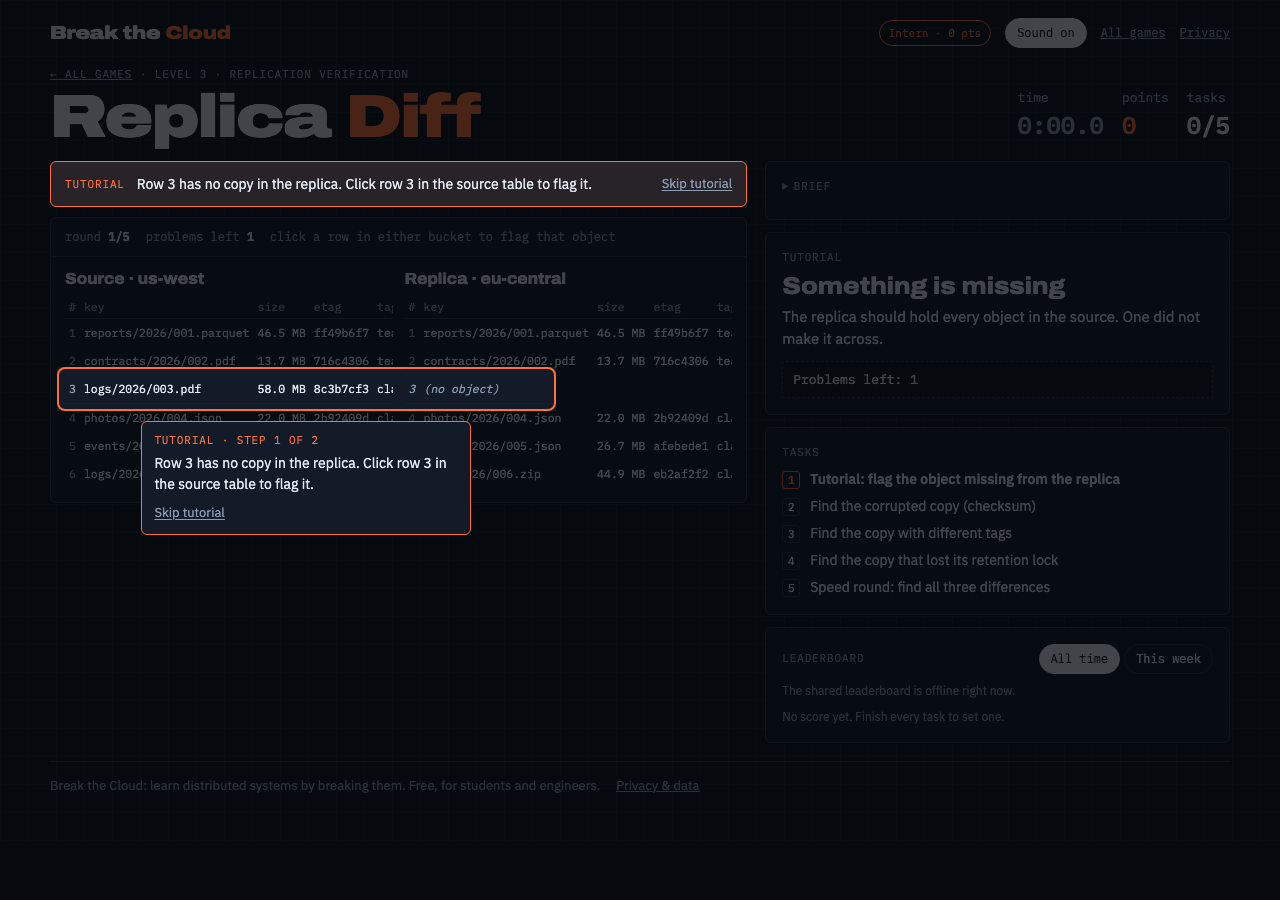 Break the Cloud
Intern · 0 pts
Sound on
All games
Privacy
← ALL GAMES · LEVEL 3 · REPLICATION VERIFICATION
Replica Diff
time points tasks
0:00.0 0 0/5
TUTORIAL Row 3 has no copy in the replica. Click row 3 in the source table to flag it. Skip tutorial
round 1/5 problems left 1 click a row in either bucket to flag that object
Source · us-west
# key size etag
1 reports/2026/001.parquet 46.5 MB ff49b6f7
2 contracts/2026/002.pdf 13.7 MB 716c4306
3 logs/2026/003.pdf 58.0 MB 8c3b7cf3
4 photos/2026/004.json 22.0 MB 2b92409d
5 events/2
6 logs/202
Replica · eu-central
# key size etag
1 reports/2026/001.parquet 46.5 MB ff49b6f7
2 contracts/2026/002.pdf 13.7 MB 716c4306
3 (no object)
4 photos/2026/004.json 22.0 MB 2b92409d
2026/005.json 26.7 MB afebede1
26/006.zip 44.9 MB eb2af2f2
TUTORIAL · STEP 1 OF 2
Row 3 has no copy in the replica. Click row 3 in
the source table to flag it.
Skip tutorial
▶ BRIEF
TUTORIAL
Something is missing
The replica should hold every object in the source. One did not
make it across.
Problems left: 1
TASKS
1 Tutorial: flag the object missing from the replica
2 Find the corrupted copy (checksum)
3 Find the copy with different tags
4 Find the copy that lost its retention lock
5 Speed round: find all three differences
LEADERBOARD
All time
This week
The shared leaderboard is offline right now.
No score yet. Finish every task to set one.
Break the Cloud: learn distributed systems by breaking them. Free, for students and engineers. Privacy & data